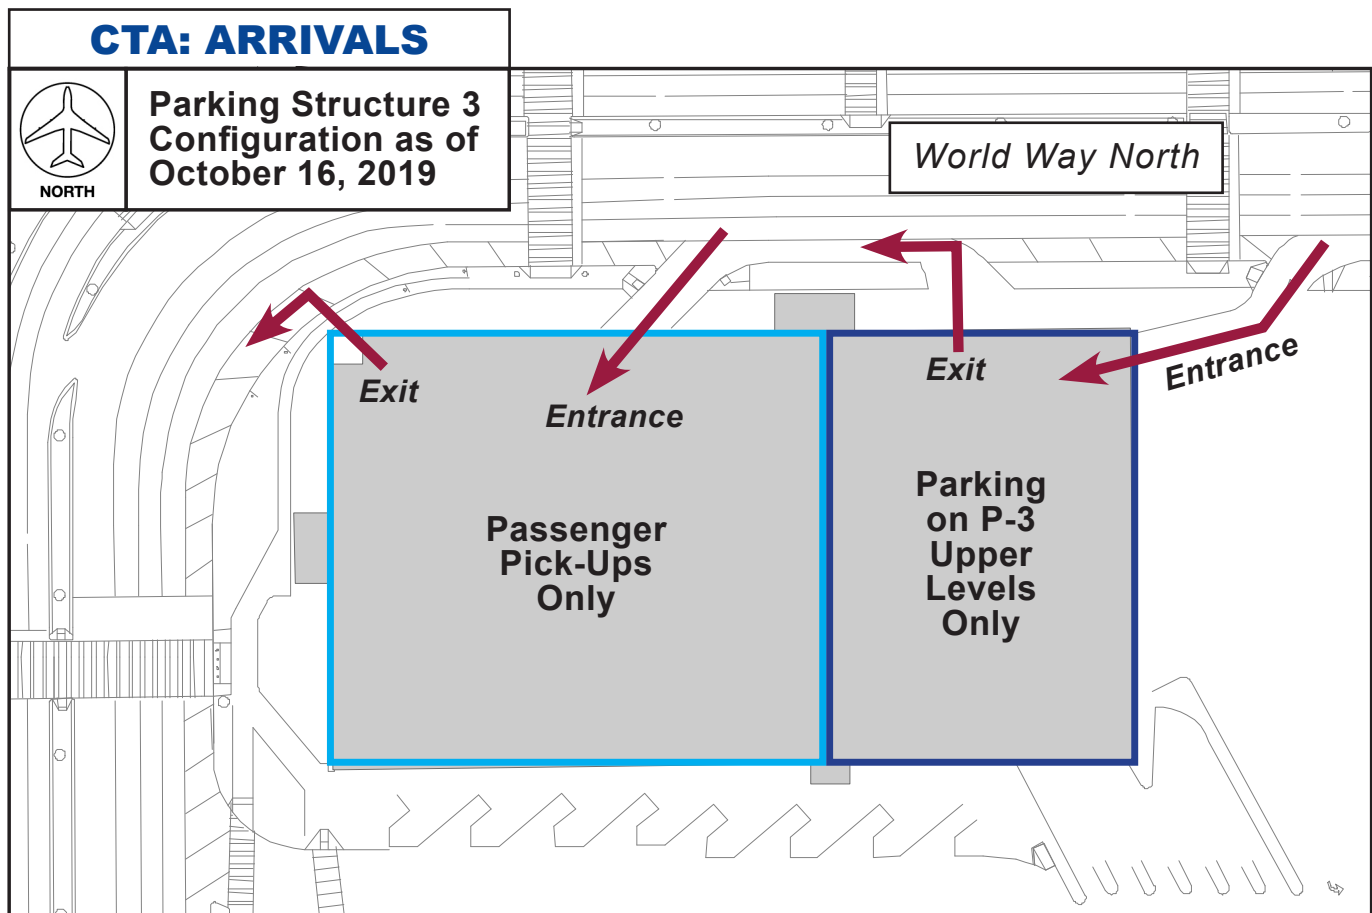 CTA: ARRIVALS
NORTH
Parking Structure 3
Configuration as of
October 16, 2019
World Way North
Exit
Entrance
Exit
Entrance
Passenger
Pick-Ups
Only
Parking
on P-3
Upper
Levels
Only